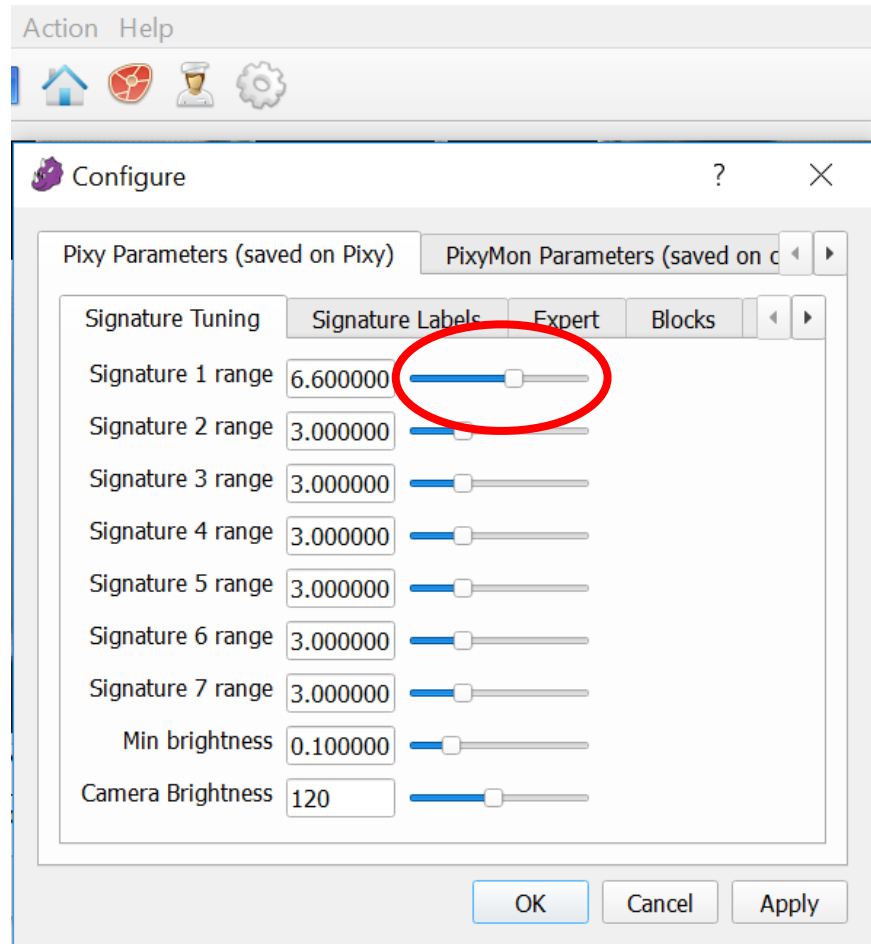 Action Help
Configure ?
Pixy Parameters (saved on Pixy) PixyMon Parameters (saved on c
Signature Tuning Signature Labels Expert Blocks
Signature 1 range 6.600000
Signature 2 range 3.000000
Signature 3 range 3.000000
Signature 4 range 3.000000
Signature 5 range 3.000000
Signature 6 range 3.000000
Signature 7 range 3.000000
Min brightness 0.100000
Camera Brightness 120
OK Cancel Apply